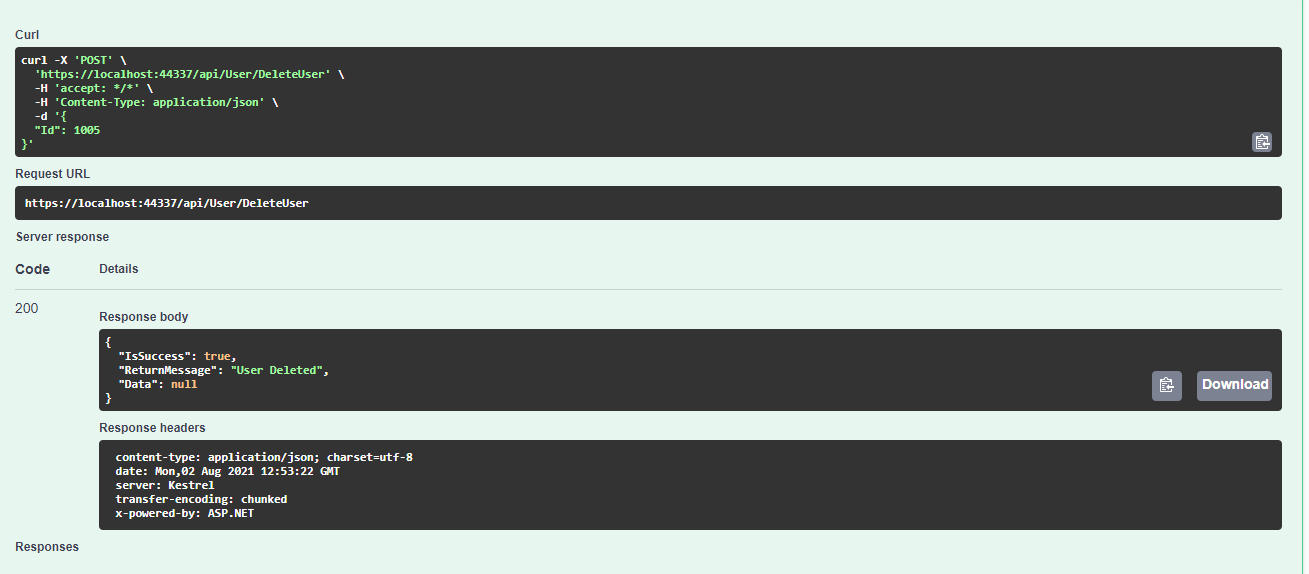 Curl
curl -X 'POST' \
'https://localhost:44337/api/User/DeleteUser' \
-H 'accept: */*' \
-H 'Content-Type: application/json' \
-d '{
"Id": 1005
}'
Request URL
https://localhost:44337/api/User/DeleteUser
Server response
Code Details
200
Response body
{
"IsSuccess": true,
"ReturnMessage": "User Deleted",
"Data": null
}
Download
Response headers
content-type: application/json; charset=utf-8
date: Mon,02 Aug 2021 12:53:22 GMT
server: Kestrel
transfer-encoding: chunked
x-powered-by: ASP.NET
Responses